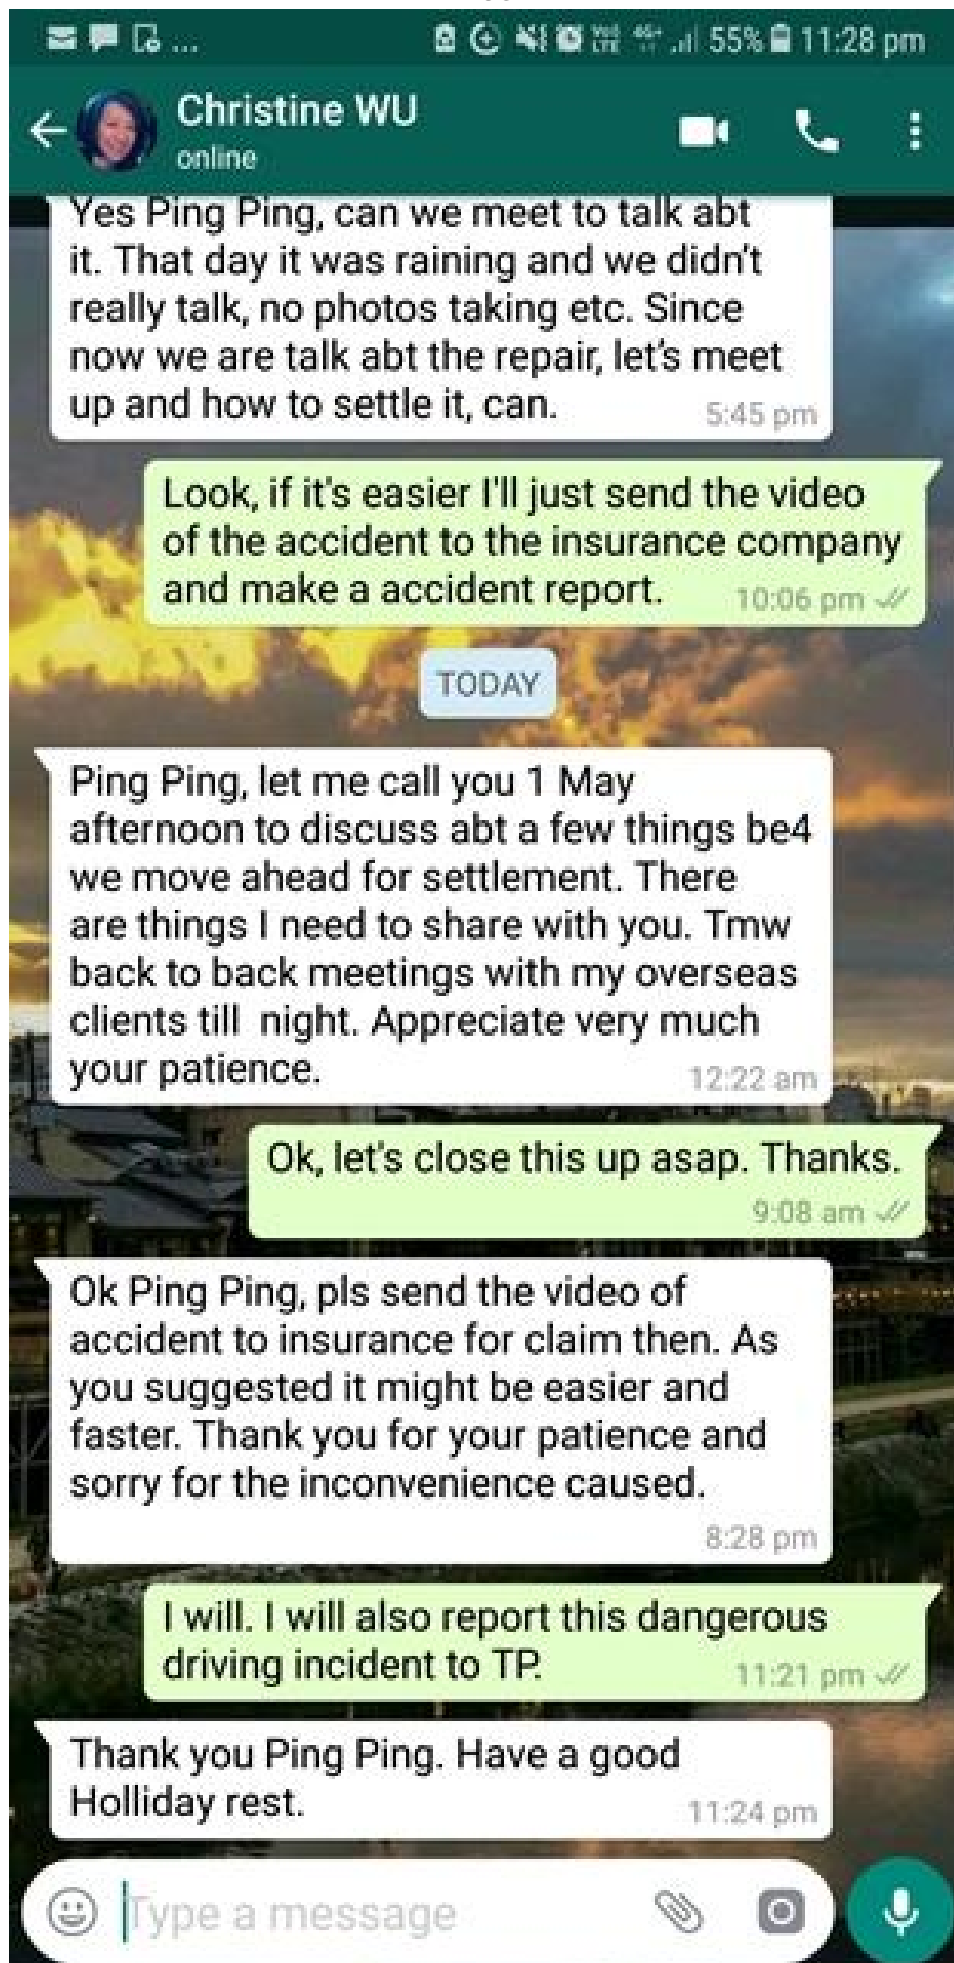 ... VoD LTE 4G+ 55% 11:28 pm
Christine WU
online
Yes Ping Ping, can we meet to talk abt
it. That day it was raining and we didn't
really talk, no photos taking etc. Since
now we are talk abt the repair, let's meet
up and how to settle it, can. 5:45 pm
Look, if it's easier I'll just send the video
of the accident to the insurance company
and make a accident report. 10:06 pm
TODAY
Ping Ping, let me call you 1 May
afternoon to discuss abt a few things be4
we move ahead for settlement. There
are things I need to share with you. Tmw
back to back meetings with my overseas
clients till night. Appreciate very much
your patience. 12:22 am
Ok, let's close this up asap. Thanks.
9:08 am
Ok Ping Ping, pls send the video of
accident to insurance for claim then. As
you suggested it might be easier and
faster. Thank you for your patience and
sorry for the inconvenience caused.
8:28 pm
I will. I will also report this dangerous
driving incident to TP. 11:21 pm
Thank you Ping Ping. Have a good
Holliday rest. 11:24 pm
Type a message